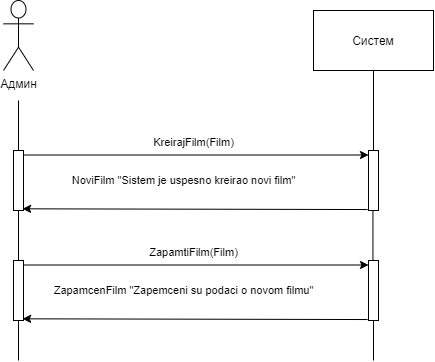 Админ
Систем
KreirajFilm(Film)
NoviFilm "Sistem je uspesno kreirao novi film"
ZapamtiFilm(Film)
ZapamcenFilm "Zapemceni su podaci o novom filmu"